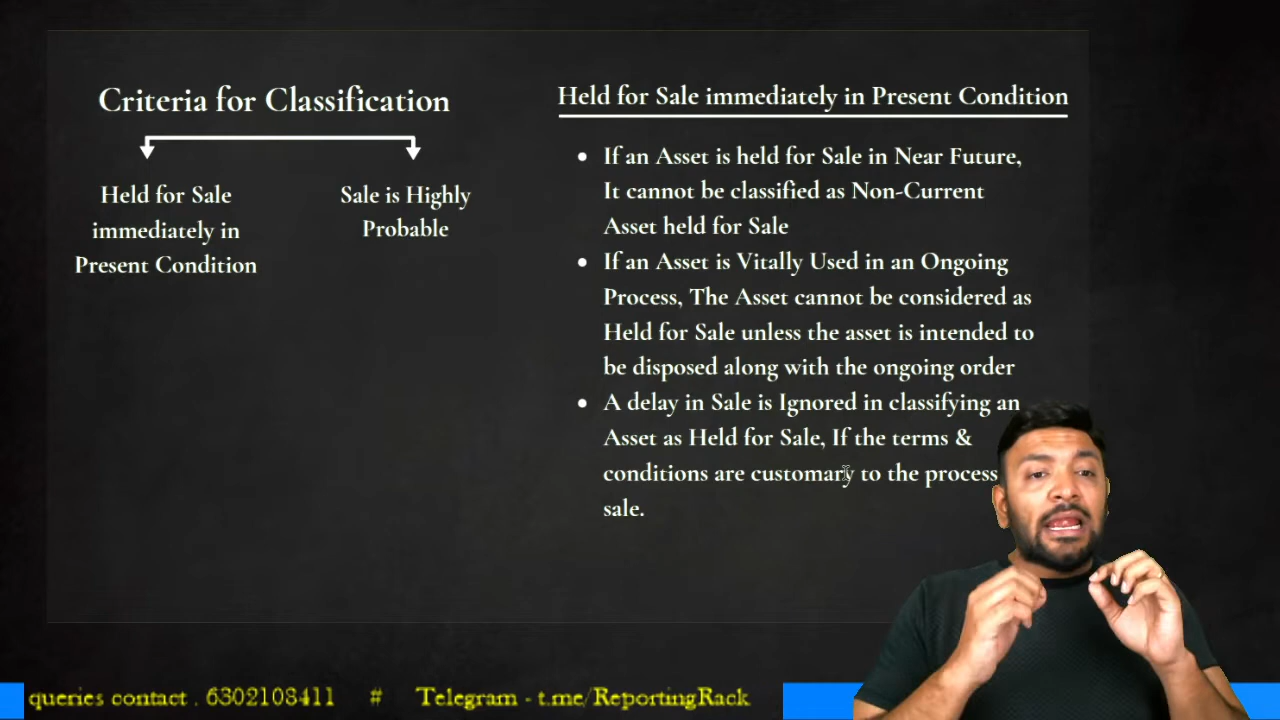 Criteria for Classification
Held for Sale
immediately in
Present Condition
Sale is Highly
Probable
Held for Sale immediately in Present Condition
• If an Asset is held for Sale in Near Future,
It cannot be classified as Non-Current
Asset held for Sale
• If an Asset is Vitally Used in an Ongoing
Process, The Asset cannot be considered as
Held for Sale unless the asset is intended to
be disposed along with the ongoing order
• A delay in Sale is Ignored in classifying an
Asset as Held for Sale, If the terms &
conditions are customary to the process
sale.
queries contact . 6302108411 # Telegram - t.me/ReportingRack